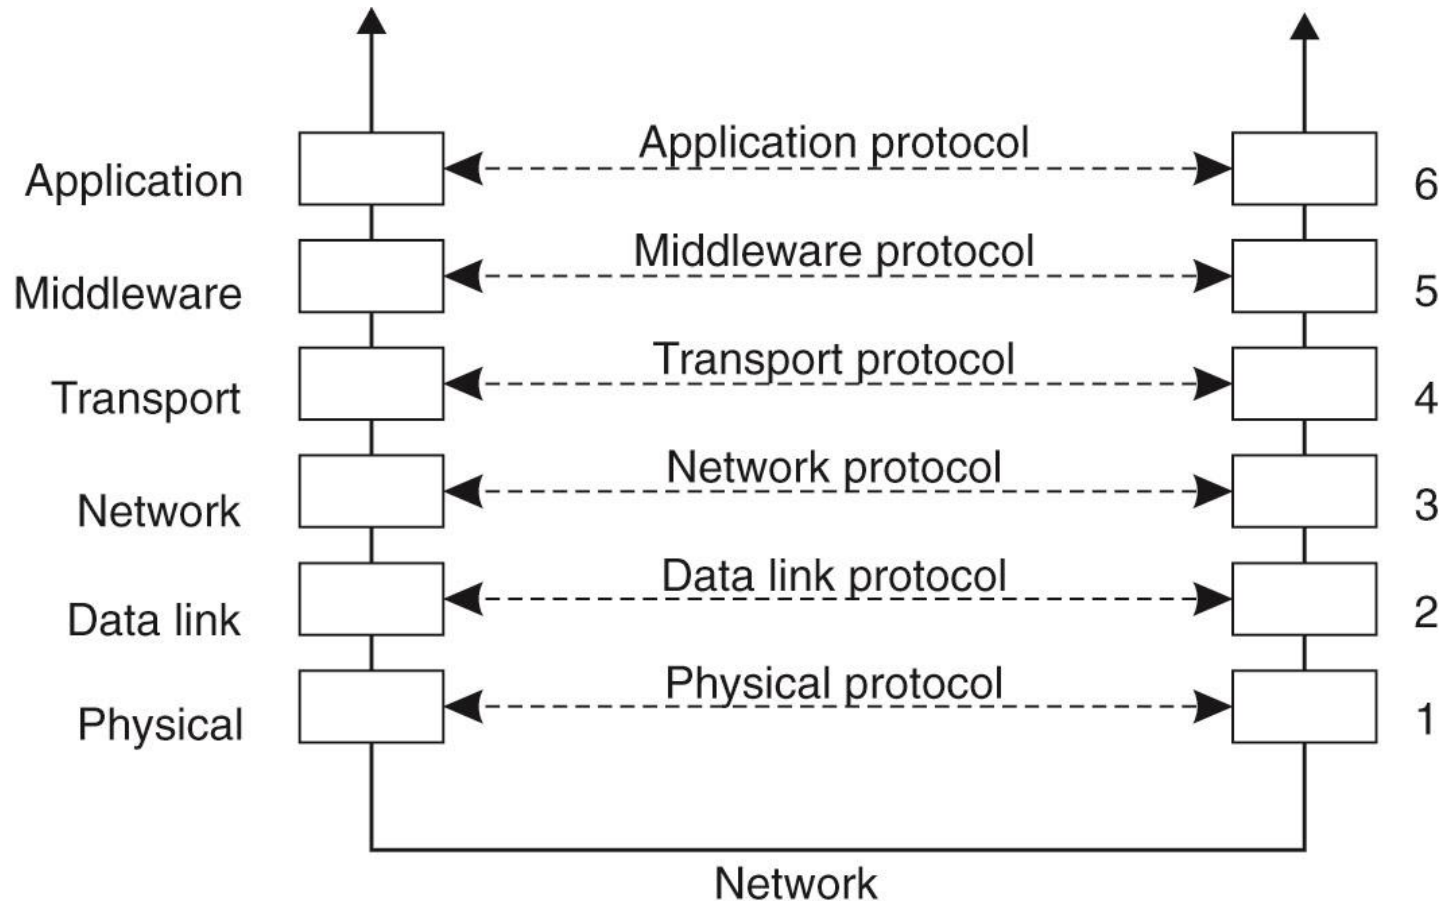 Application protocol
Application
6
Middleware protocol
Middleware
5
Transport protocol
Transport
4
Network protocol
Network
3
Data link protocol
Data link
2
Physical protocol
Physical
1
Network